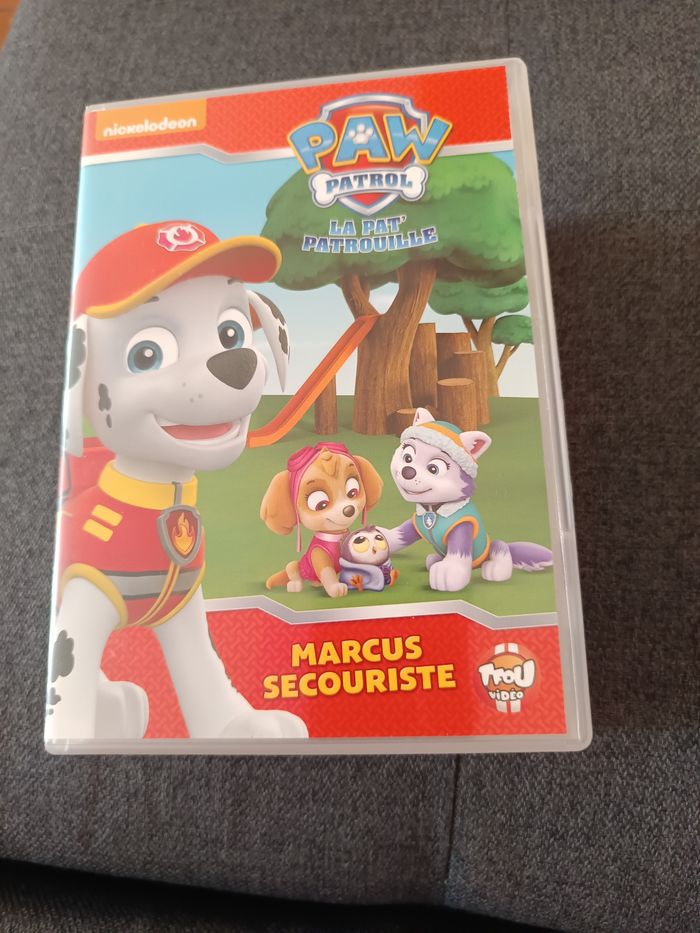 nickelodeon
PAW
PATROL
LA PAT'
PATROUILLE
MARCUS
SECOURISTE
TFOU
VIDÉO